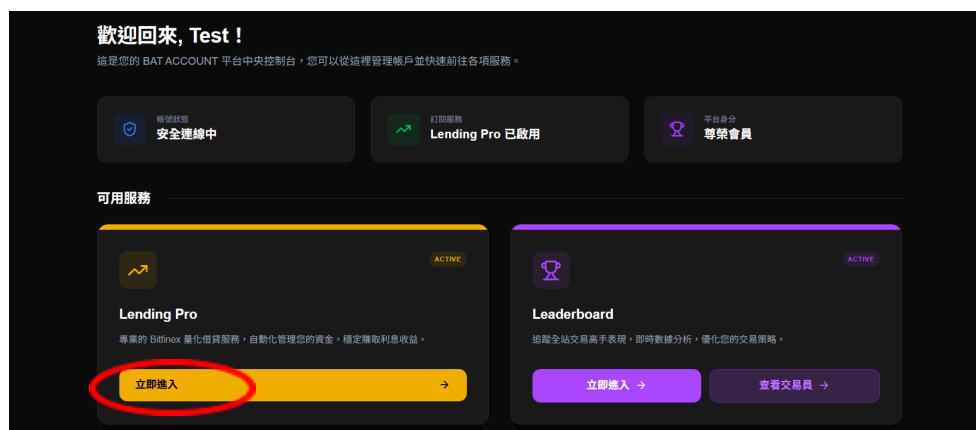 歡迎回來, Test！
這是您的 BAT ACCOUNT 平台中央控制台，您可以從這裡管理帳戶並快速前往各項服務。
帳號狀態
安全連線中
訂閱服務
Lending Pro 已啟用
平台身分
尊榮會員
可用服務
ACTIVE
Lending Pro
專業的 Bitfinex 量化借貸服務，自動化管理您的資金，穩定賺取利息收益。
立即進入 →
ACTIVE
Leaderboard
追蹤全站交易高手表現，即時數據分析，優化您的交易策略。
立即進入 →
查看交易員 →